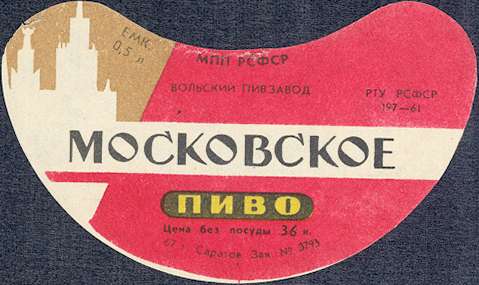 ЕМК.
0,5 л
МПП РСФСР
ВОЛЬСКИЙ ПИВЗАВОД
РТУ РСФСР
197—61
МОСКОВСКОЕ
ПИВО
Цена без посуды 36 к.
67 г. Саратов Зак. № 3793